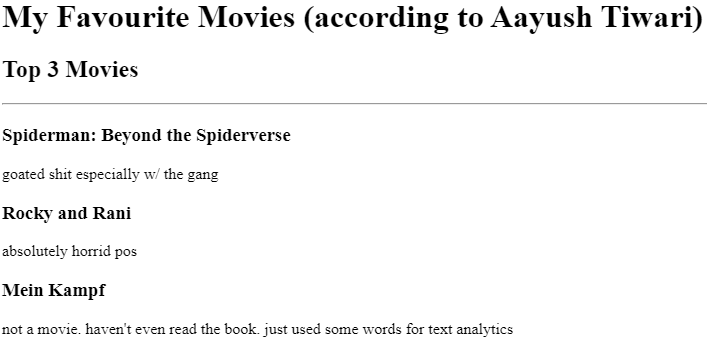 My Favourite Movies (according to Aayush Tiwari)
Top 3 Movies
Spiderman: Beyond the Spiderverse
goated shit especially w/ the gang
Rocky and Rani
absolutely horrid pos
Mein Kampf
not a movie. haven't even read the book. just used some words for text analytics